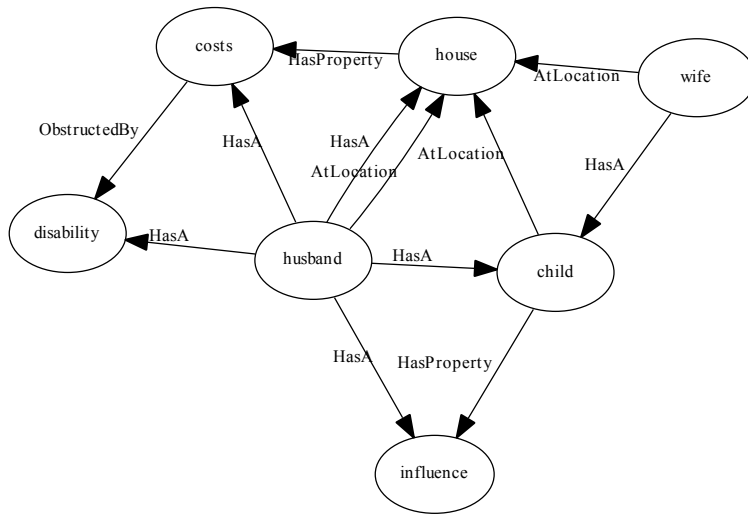 costs
house
HasProperty
wife
AtLocation
ObstructedBy
HasA
HasA
AtLocation
AtLocation
HasA
disability
HasA
husband
HasA
child
HasA
HasProperty
influence